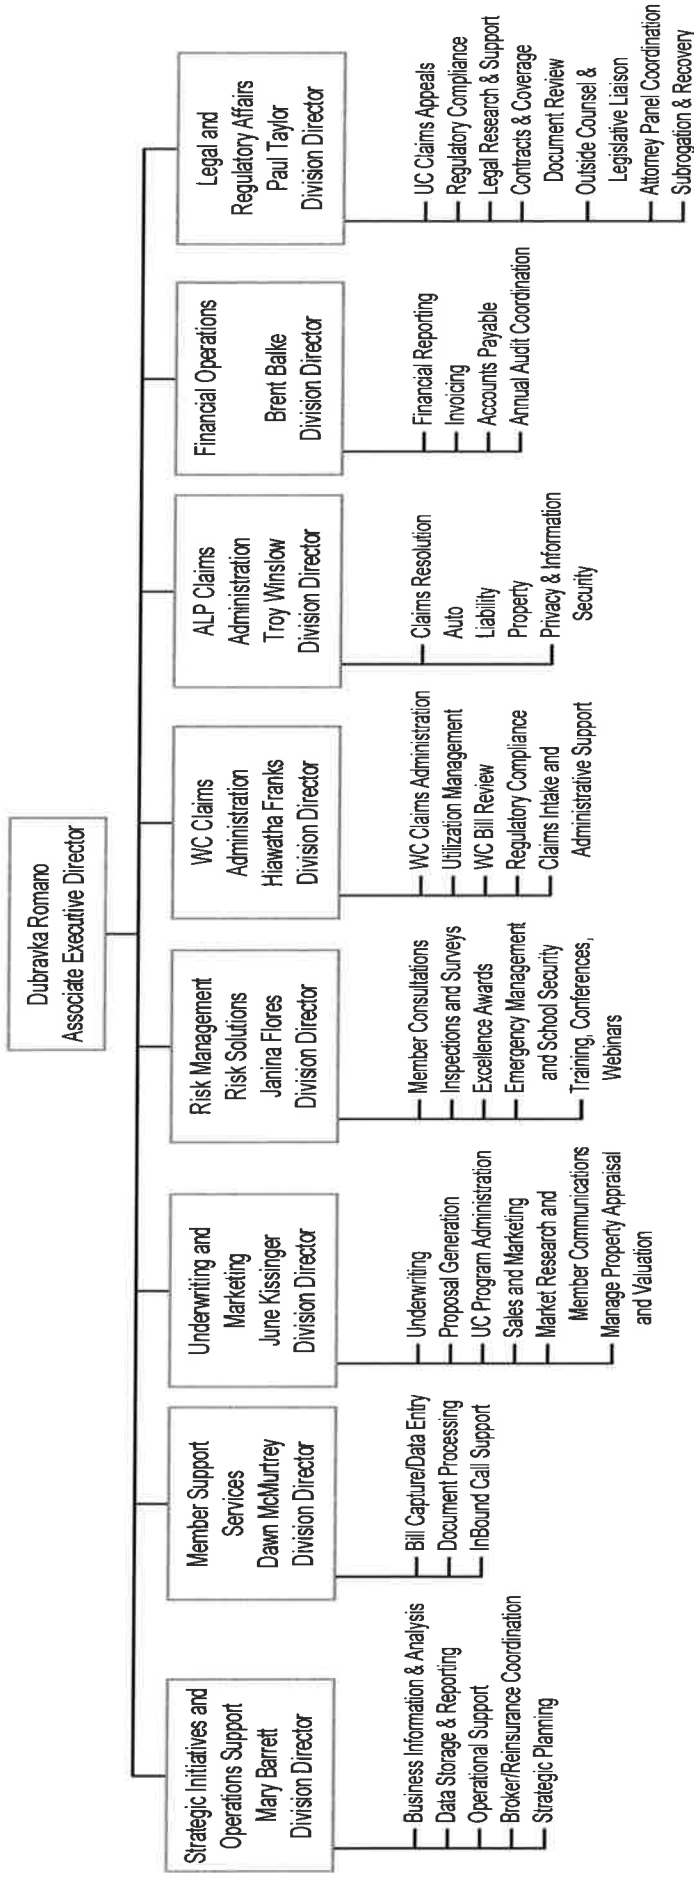 Dubravka Romano
Associate Executive Director
Strategic Initiatives and
Operations Support
Mary Barrett
Division Director
Business Information & Analysis
Data Storage & Reporting
Operational Support
Broker/Reinsurance Coordination
Strategic Planning
Member Support
Services
Dawn McMurtrey
Division Director
Bill Capture/Data Entry
Document Processing
InBound Call Support
Underwriting and
Marketing
June Kissinger
Division Director
Underwriting
Proposal Generation
UC Program Administration
Sales and Marketing
Market Research and
Member Communications
Manage Property Appraisal
and Valuation
Risk Management
Risk Solutions
Janina Flores
Division Director
Member Consultations
Inspections and Surveys
Excellence Awards
Emergency Management
and School Security
Training, Conferences,
Webinars
WC Claims
Administration
Hiawatha Franks
Division Director
WC Claims Administration
Utilization Management
WC Bill Review
Regulatory Compliance
Claims Intake and
Administrative Support
ALP Claims
Administration
Troy Winslow
Division Director
Claims Resolution
Auto
Liability
Property
Privacy & Information
Security
Financial Operations
Brent Balke
Division Director
Financial Reporting
Invoicing
Accounts Payable
Annual Audit Coordination
Legal and
Regulatory Affairs
Paul Taylor
Division Director
UC Claims Appeals
Regulatory Compliance
Legal Research & Support
Contracts & Coverage
Document Review
Outside Counsel &
Legislative Liaison
Attorney Panel Coordination
Subrogation & Recovery